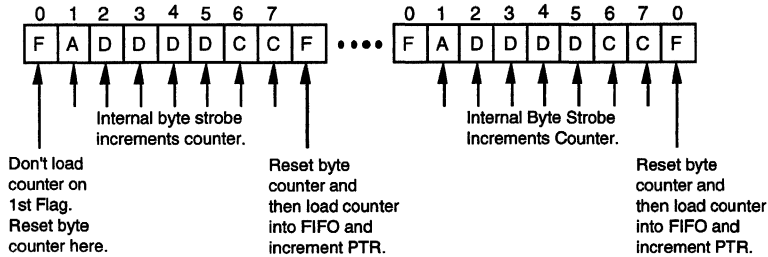 0 1 2 3 4 5 6 7
F A D D D D C C F
0 1 2 3 4 5 6 7 0
F A D D D D C C F
Internal byte strobe
increments counter.
Internal Byte Strobe
Increments Counter.
Don't load
counter on
1st Flag.
Reset byte
counter here.
Reset byte
counter and
then load counter
into FIFO and
increment PTR.
Reset byte
counter and
then load counter
into FIFO and
increment PTR.